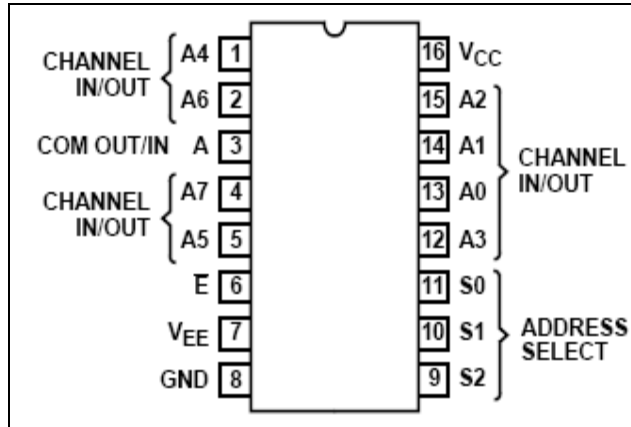 CHANNEL
IN/OUT
A4 1
A6 2
COM OUT/IN A 3
CHANNEL
IN/OUT
A7 4
A5 5
E̅ 6
VEE 7
GND 8
16 VCC
15 A2
14 A1
13 A0
12 A3
CHANNEL
IN/OUT
11 S0
10 S1
9 S2
ADDRESS
SELECT